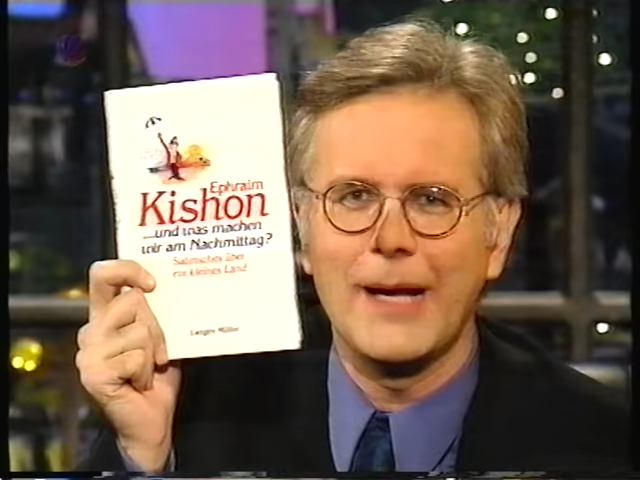 Ephraim
Kishon
...und was machen
wir am Nachmittag?
Satirisches über
ein kleines Land
Langen Müller